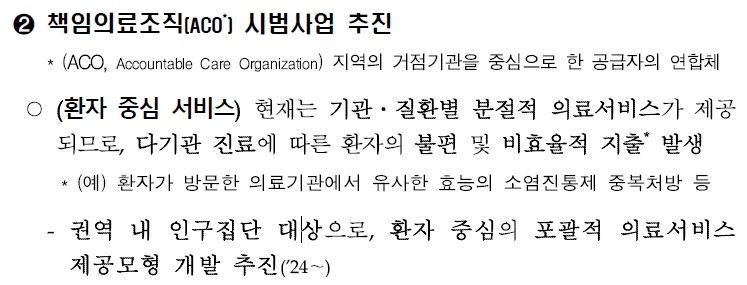 ❷ 책임의료조직(ACO*) 시범사업 추진
* (ACO, Accountable Care Organization) 지역의 거점기관을 중심으로 한 공급자의 연합체
○ (환자 중심 서비스) 현재는 기관・질환별 분절적 의료서비스가 제공
되므로, 다기관 진료에 따른 환자의 불편 및 비효율적 지출* 발생
* (예) 환자가 방문한 의료기관에서 유사한 효능의 소염진통제 중복처방 등
- 권역 내 인구집단 대상으로, 환자 중심의 포괄적 의료서비스
제공모형 개발 추진('24~)